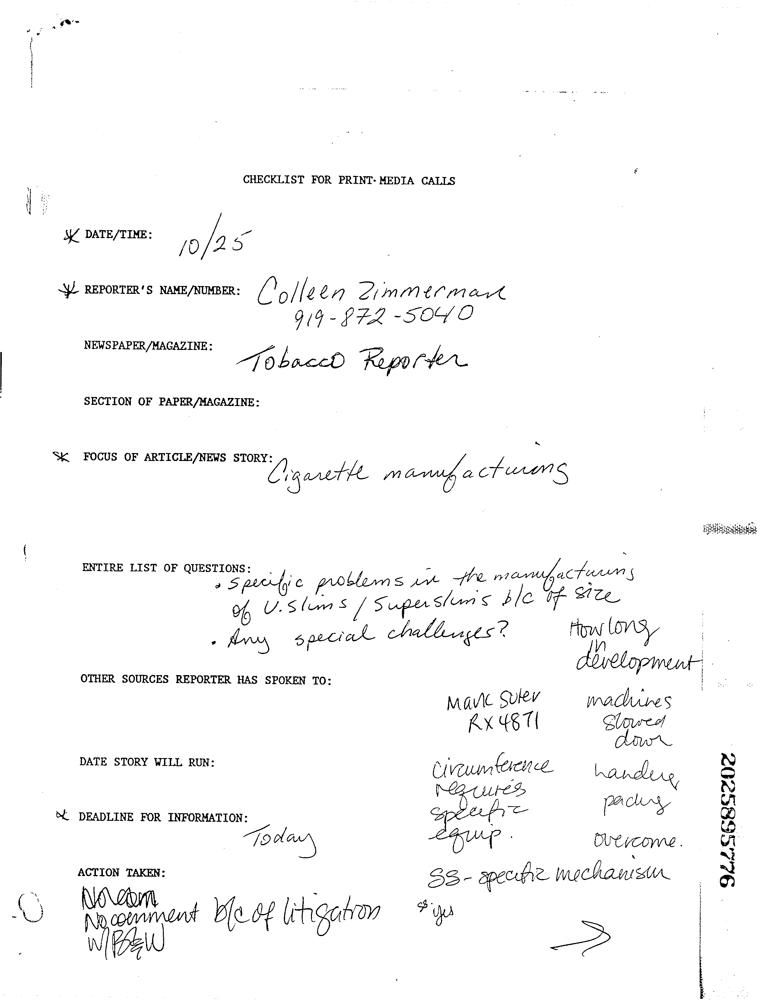 CHECKLIST FOR PRINT-MEDIA CALLS
DATE/TIME: 10/25
REPORTER'S NAME/NUMBER: Colleen Zimmerman
919-872-5040
NEWSPAPER/MAGAZINE: Tobacco Reporter
SECTION OF PAPER/MAGAZINE:
FOCUS OF ARTICLE/NEWS STORY: Cigarette manufacturing
ENTIRE LIST OF QUESTIONS:
• Specific problems in the manufacturing
of V.Slims / Superslims b/c of size
• Any special challenges?
How long
in
development
OTHER SOURCES REPORTER HAS SPOKEN TO:
Mark Suter
RX 4871
machines
slowed
down
DATE STORY WILL RUN:
circumference
requires
specific
equip.
handling
packing
overcome.
DEADLINE FOR INFORMATION:
Today
SS - specific mechanism
ACTION TAKEN:
No comment b/c of litigation
W/B&W
* yes
2025895776